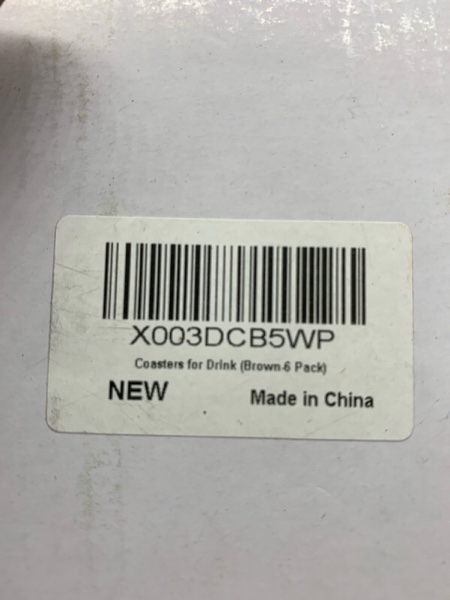 X003DCB5WP
Coasters for Drink (Brown-6 Pack)
NEW
Made in China